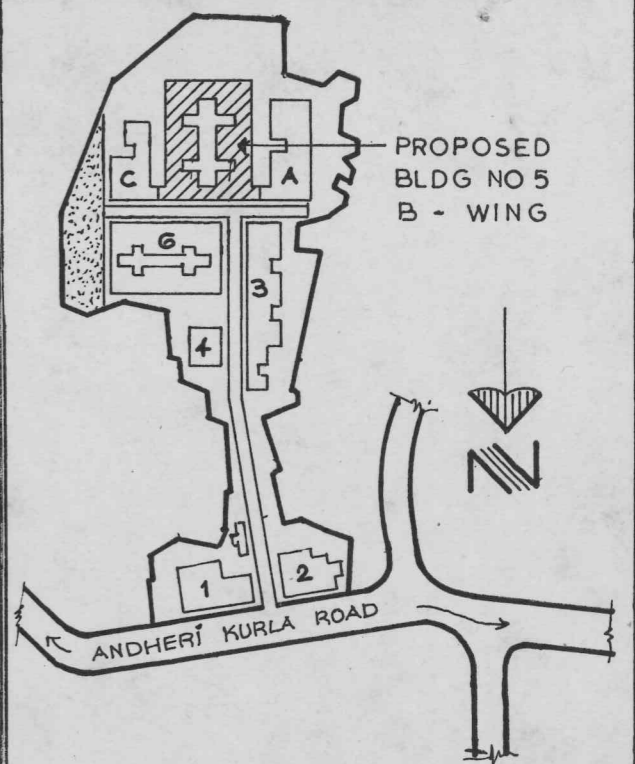 PROPOSED
BLDG NO 5
B - WING
C
A
6
3
4
N
1
2
ANDHERI KURLA ROAD